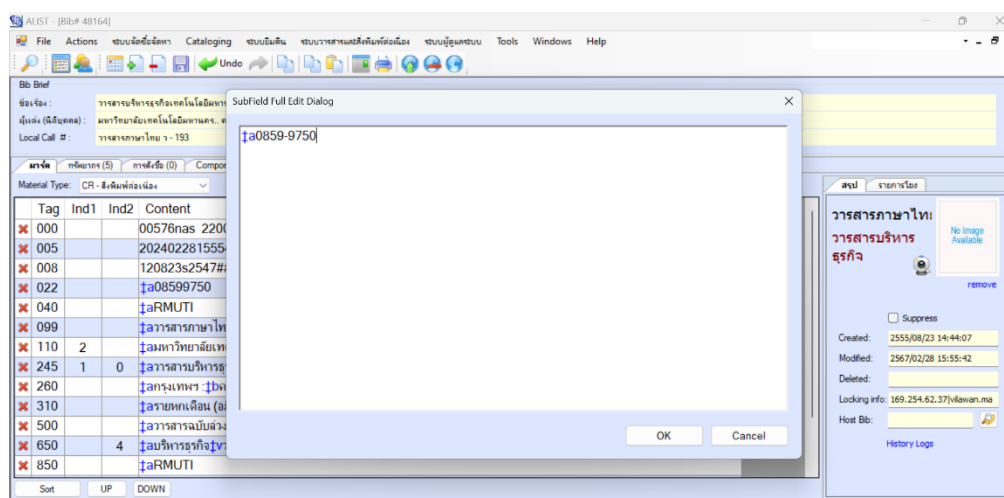 ALIST - [Bib# 48164]
File Actions ระบบจัดซื้อจัดหา Cataloging ระบบยืมคืน ระบบวารสารและสิ่งพิมพ์ต่อเนื่อง ระบบผู้ดูแลระบบ Tools Windows Help
Undo
Bib Brief
ชื่อเรื่อง : วารสารบริหารธุรกิจเทคโนโลยีมหาน
ผู้แต่ง (นิติบุคคล) : มหาวิทยาลัยเทคโนโลยีมหานคร..
Local Call # : วารสารภาษาไทย ว - 193
มาร์ค ทรัพยากร (5) การสั่งซื้อ (0) Compor
Material Type: CR - สิ่งพิมพ์ต่อเนื่อง
Tag Ind1 Ind2 Content
000 00576nas 2200
005 2024022815554
008 120823s2547##
022 ‡a08599750
040 ‡aRMUTI
099 ‡aวารสารภาษาไท
110 2 ‡aมหาวิทยาลัยเท
245 1 0 ‡aวารสารบริหารธุ
260 ‡aกรุงเทพฯ :‡bค
310 ‡aรายหกเดือน
500 ‡aวารสารฉบับล่วง
650 4 ‡aบริหารธุรกิจ‡vว
850 ‡aRMUTI
Sort UP DOWN
SubField Full Edit Dialog
‡a0859-9750
OK Cancel
สรุป รายการโยง
วารสารภาษาไทย
วารสารบริหาร
ธุรกิจ
No Image
Available
remove
Suppress
Created: 2555/08/23 14:44:07
Modified: 2567/02/28 15:55:42
Deleted:
Locking info: 169.254.62.37|vilawan.ma
Host Bib:
History Logs